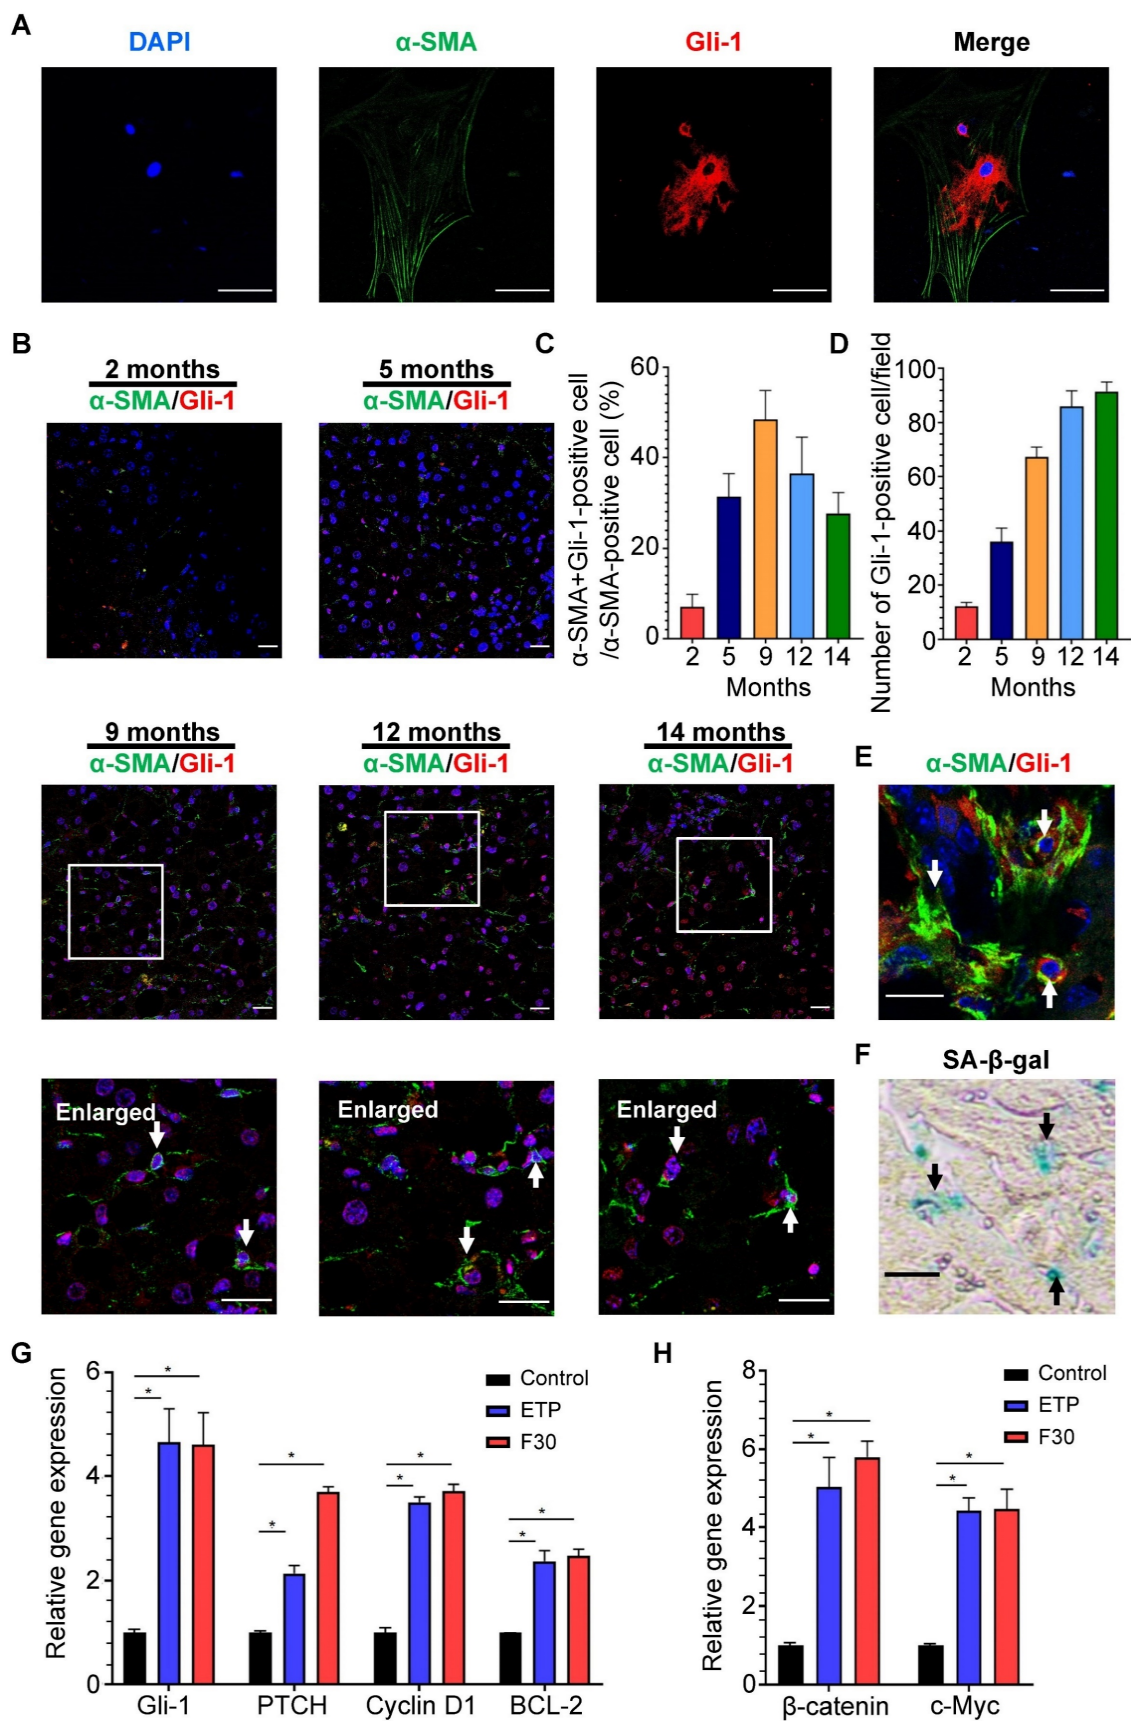 A
DAPI
α-SMA
Gli-1
Merge
B
2 months
α-SMA/Gli-1
5 months
α-SMA/Gli-1
C
α-SMA+Gli-1-positive cell
/α-SMA-positive cell (%)
60
40
20
0
2 5 9 12 14
Months
D
Number of Gli-1-positive cell/field
100
80
60
40
20
0
2 5 9 12 14
Months
9 months
α-SMA/Gli-1
12 months
α-SMA/Gli-1
14 months
α-SMA/Gli-1
E
α-SMA/Gli-1
Enlarged
Enlarged
Enlarged
F
SA-β-gal
G
Relative gene expression
6
4
2
0
Control
ETP
F30
* *
* *
* *
* *
Gli-1 PTCH Cyclin D1 BCL-2
H
Relative gene expression
8
6
4
2
0
Control
ETP
F30
* *
* *
β-catenin c-Myc